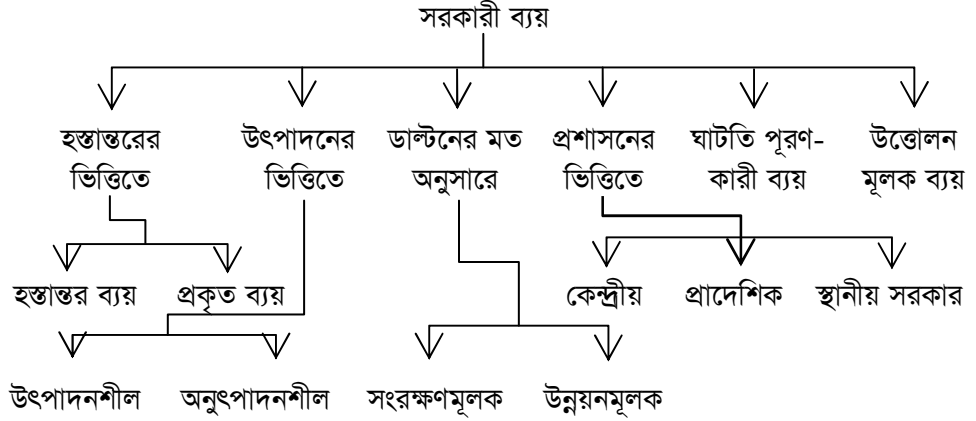 সরকারী ব্যয়
হস্তান্তরের উৎপাদনের ডাল্টনের মত প্রশাসনের ঘাটতি পূরণ- উত্তোলন
ভিত্তিতে ভিত্তিতে অনুসারে ভিত্তিতে কারী ব্যয় মূলক ব্যয়
হস্তান্তর ব্যয় প্রকৃত ব্যয় কেন্দ্রীয় প্রাদেশিক স্থানীয় সরকার
উৎপাদনশীল অনুৎপাদনশীল সংরক্ষণমূলক উন্নয়নমূলক